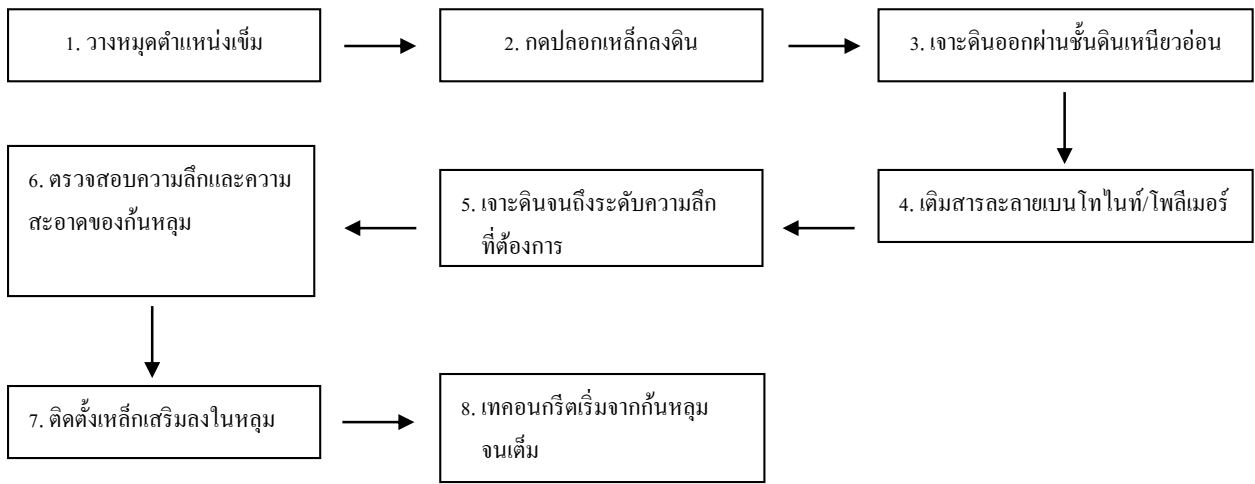 1. วางหมุดตำแหน่งเข็ม
2. กดปลอกเหล็กลงดิน
3. เจาะดินออกผ่านชั้นดินเหนียวอ่อน
4. เติมสารละลายเบนโทไนท์/โพลีเมอร์
5. เจาะดินจนถึงระดับความลึก
ที่ต้องการ
6. ตรวจสอบความลึกและความ
สะอาดของก้นหลุม
7. ติดตั้งเหล็กเสริมลงในหลุม
8. เทคอนกรีตเริ่มจากก้นหลุม
จนเต็ม